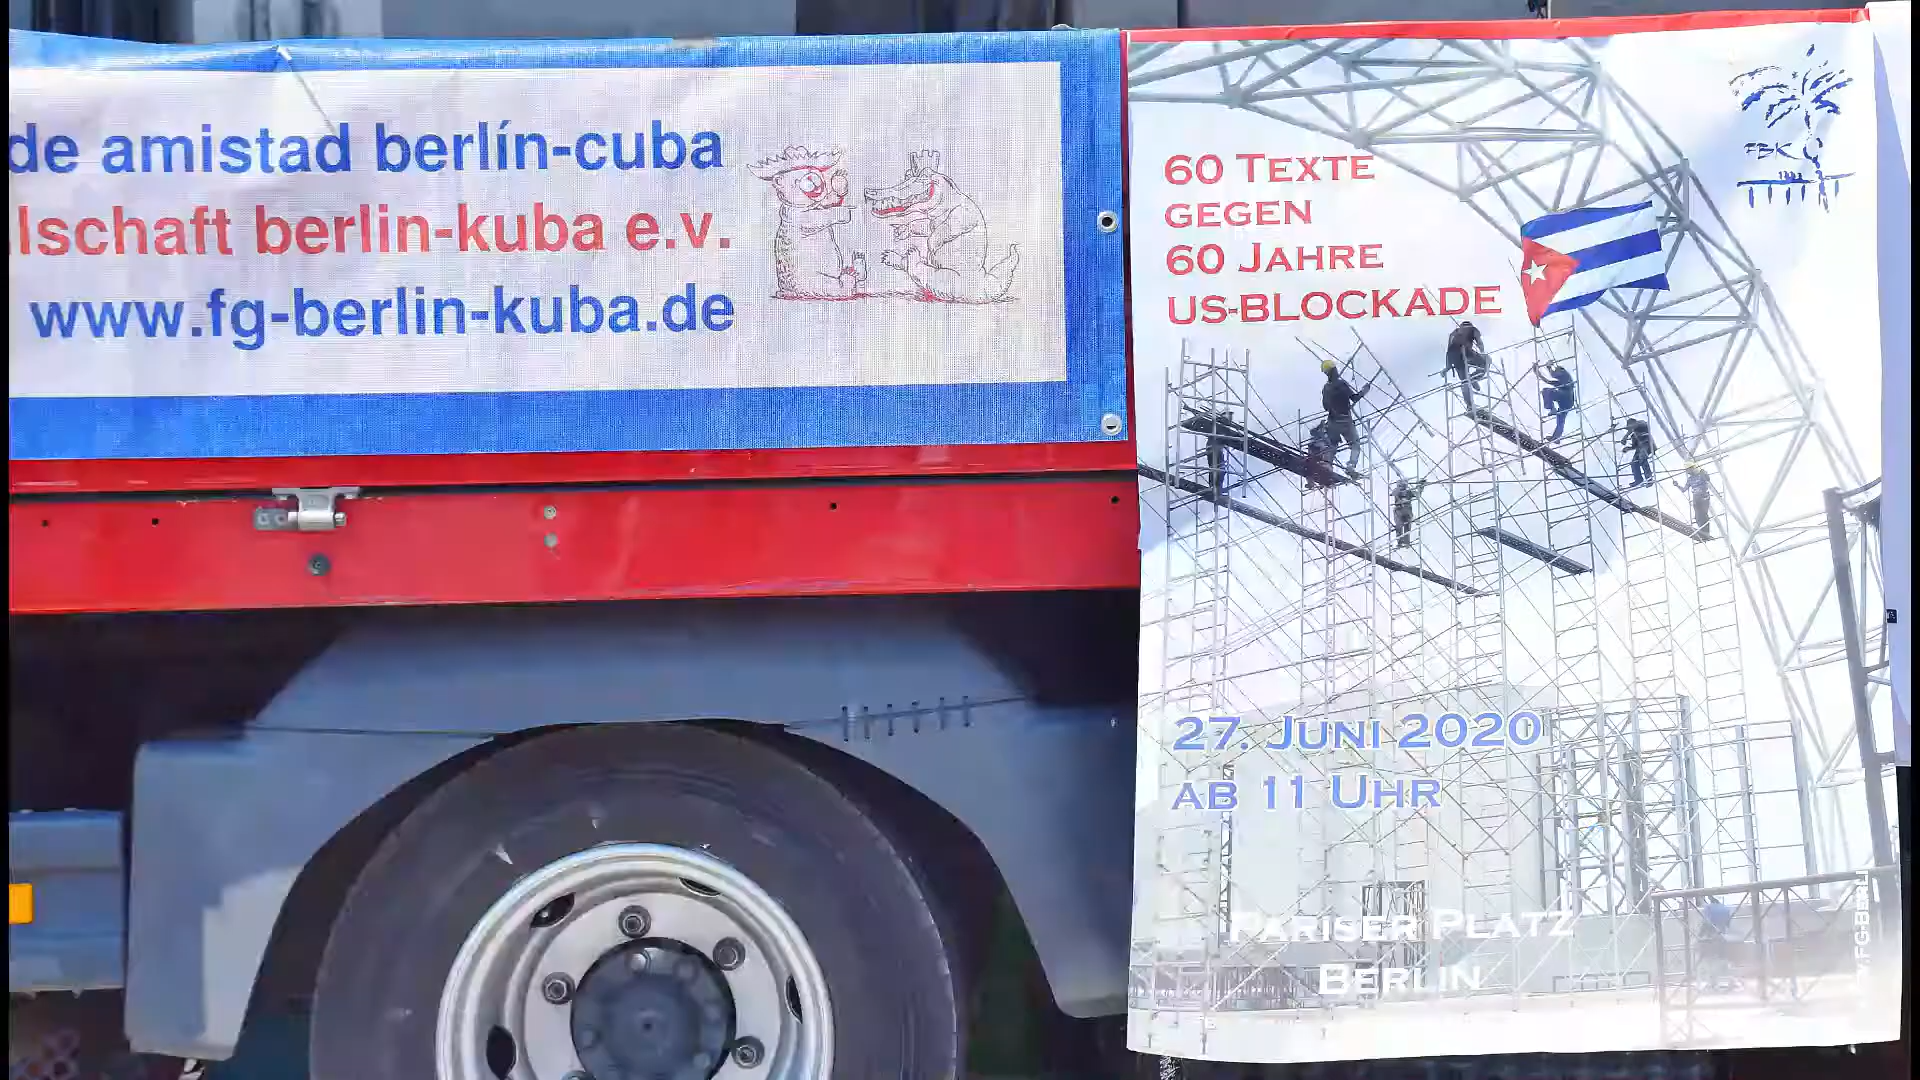 de amistad berlín-cuba
lschaft berlin-kuba e.v.
www.fg-berlin-kuba.de
60 TEXTE
GEGEN
60 JAHRE
US-BLOCKADE
FBK
27. JUNI 2020
AB 11 UHR
PARISER PLATZ
BERLIN